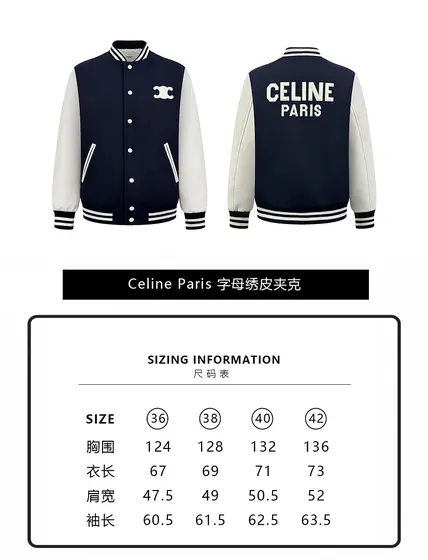 CELINE
PARIS
Celine Paris 字母绣皮夹克
SIZING INFORMATION
尺码表
SIZE 36 38 40 42
胸围 124 128 132 136
衣长 67 69 71 73
肩宽 47.5 49 50.5 52
袖长 60.5 61.5 62.5 63.5